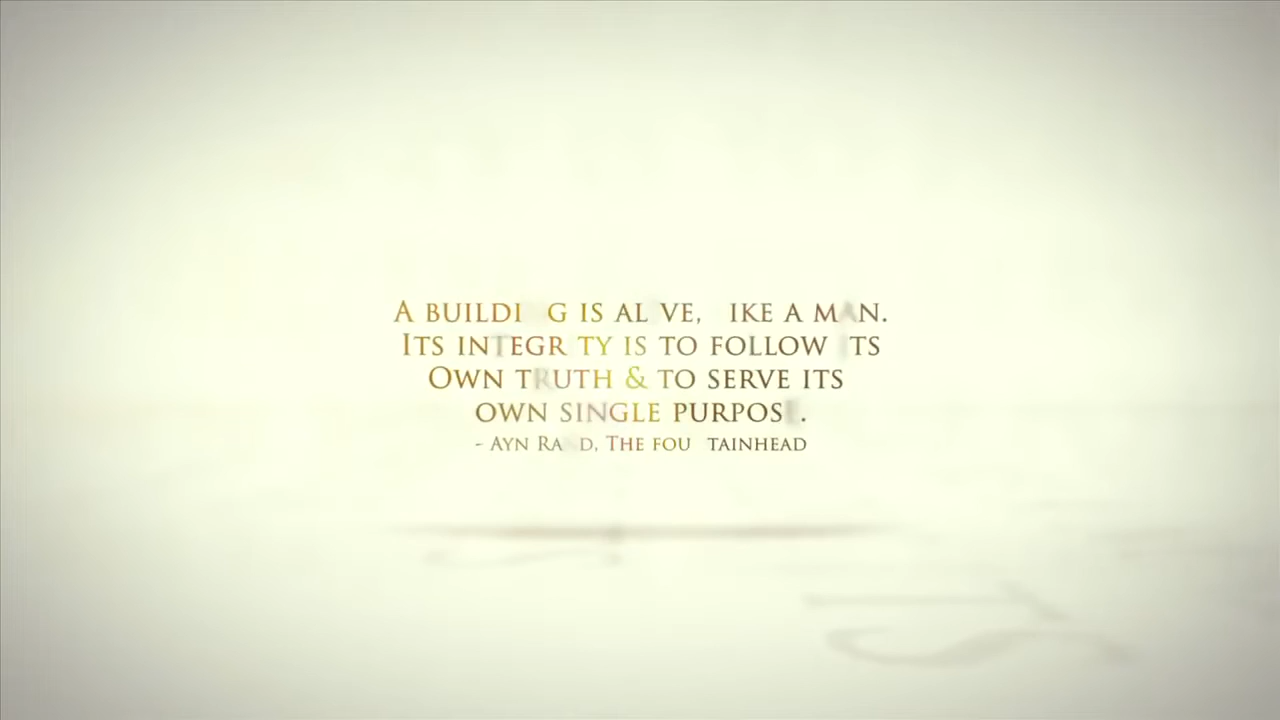 A BUILDING IS ALIVE, LIKE A MAN.
ITS INTEGRITY IS TO FOLLOW ITS
OWN TRUTH & TO SERVE ITS
OWN SINGLE PURPOSE.
- AYN RAND, THE FOUNTAINHEAD